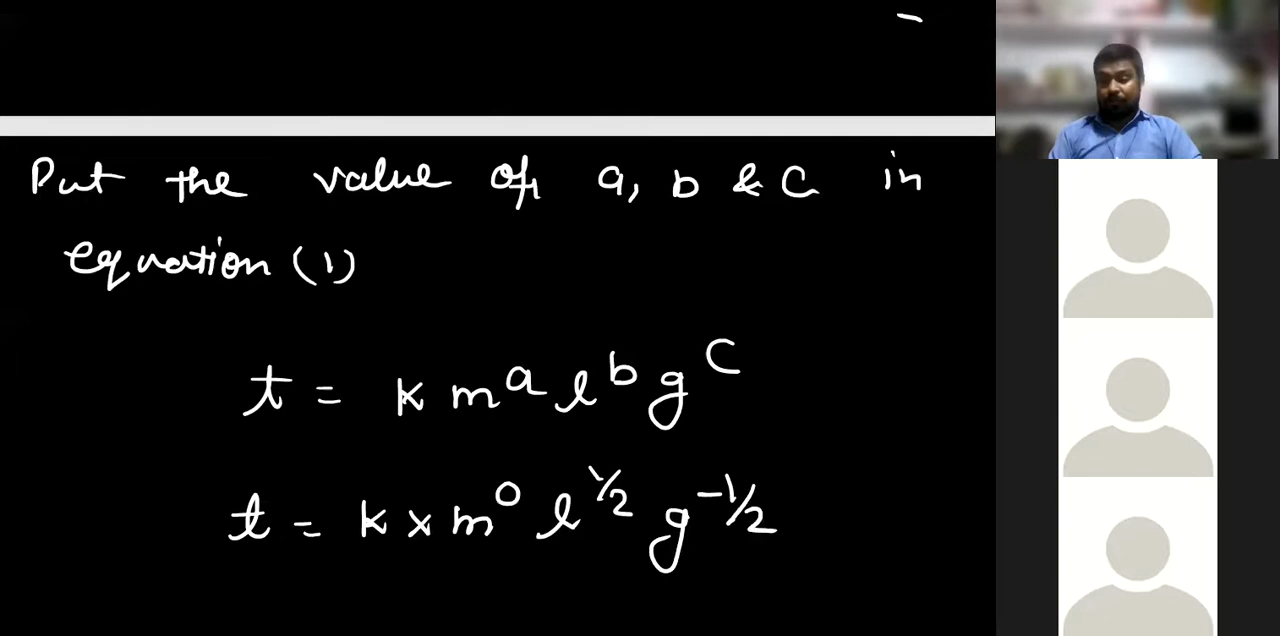 Put the value of a, b & c in
equation (1)
t = k m^a l^b g^c
t = k × m^0 l^1/2 g^-1/2